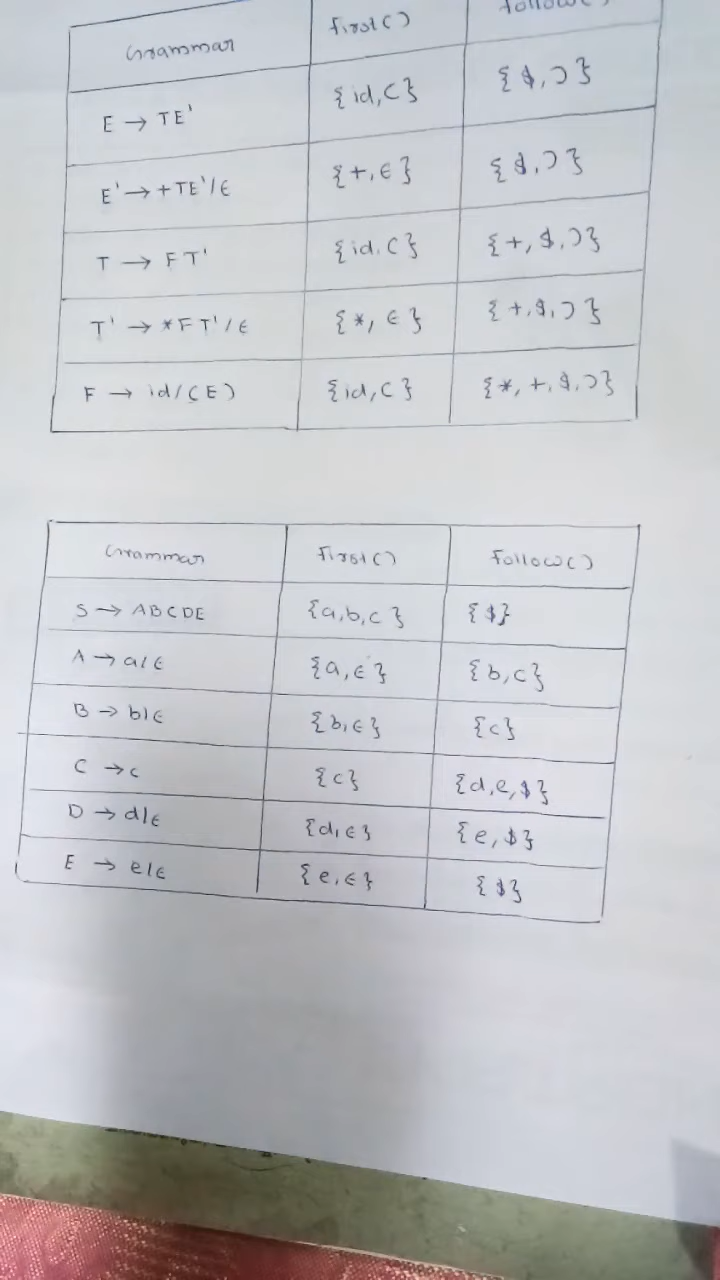 Grammar first() follow()
E → TE' {id,(} {$,)}
E' → +TE'/ε {+,ε} {$,)}
T → FT' {id,(} {+,$,)}
T' → *FT'/ε {*,ε} {+,$,)}
F → id/(E) {id,(} {*,+,$,)}
Grammar First() Follow()
S → ABCDE {a,b,c} {$}
A → a/ε {a,ε} {b,c}
B → b/ε {b,ε} {c}
C → c {c} {d,e,$}
D → d/ε {d,ε} {e,$}
E → e/ε {e,ε} {$}